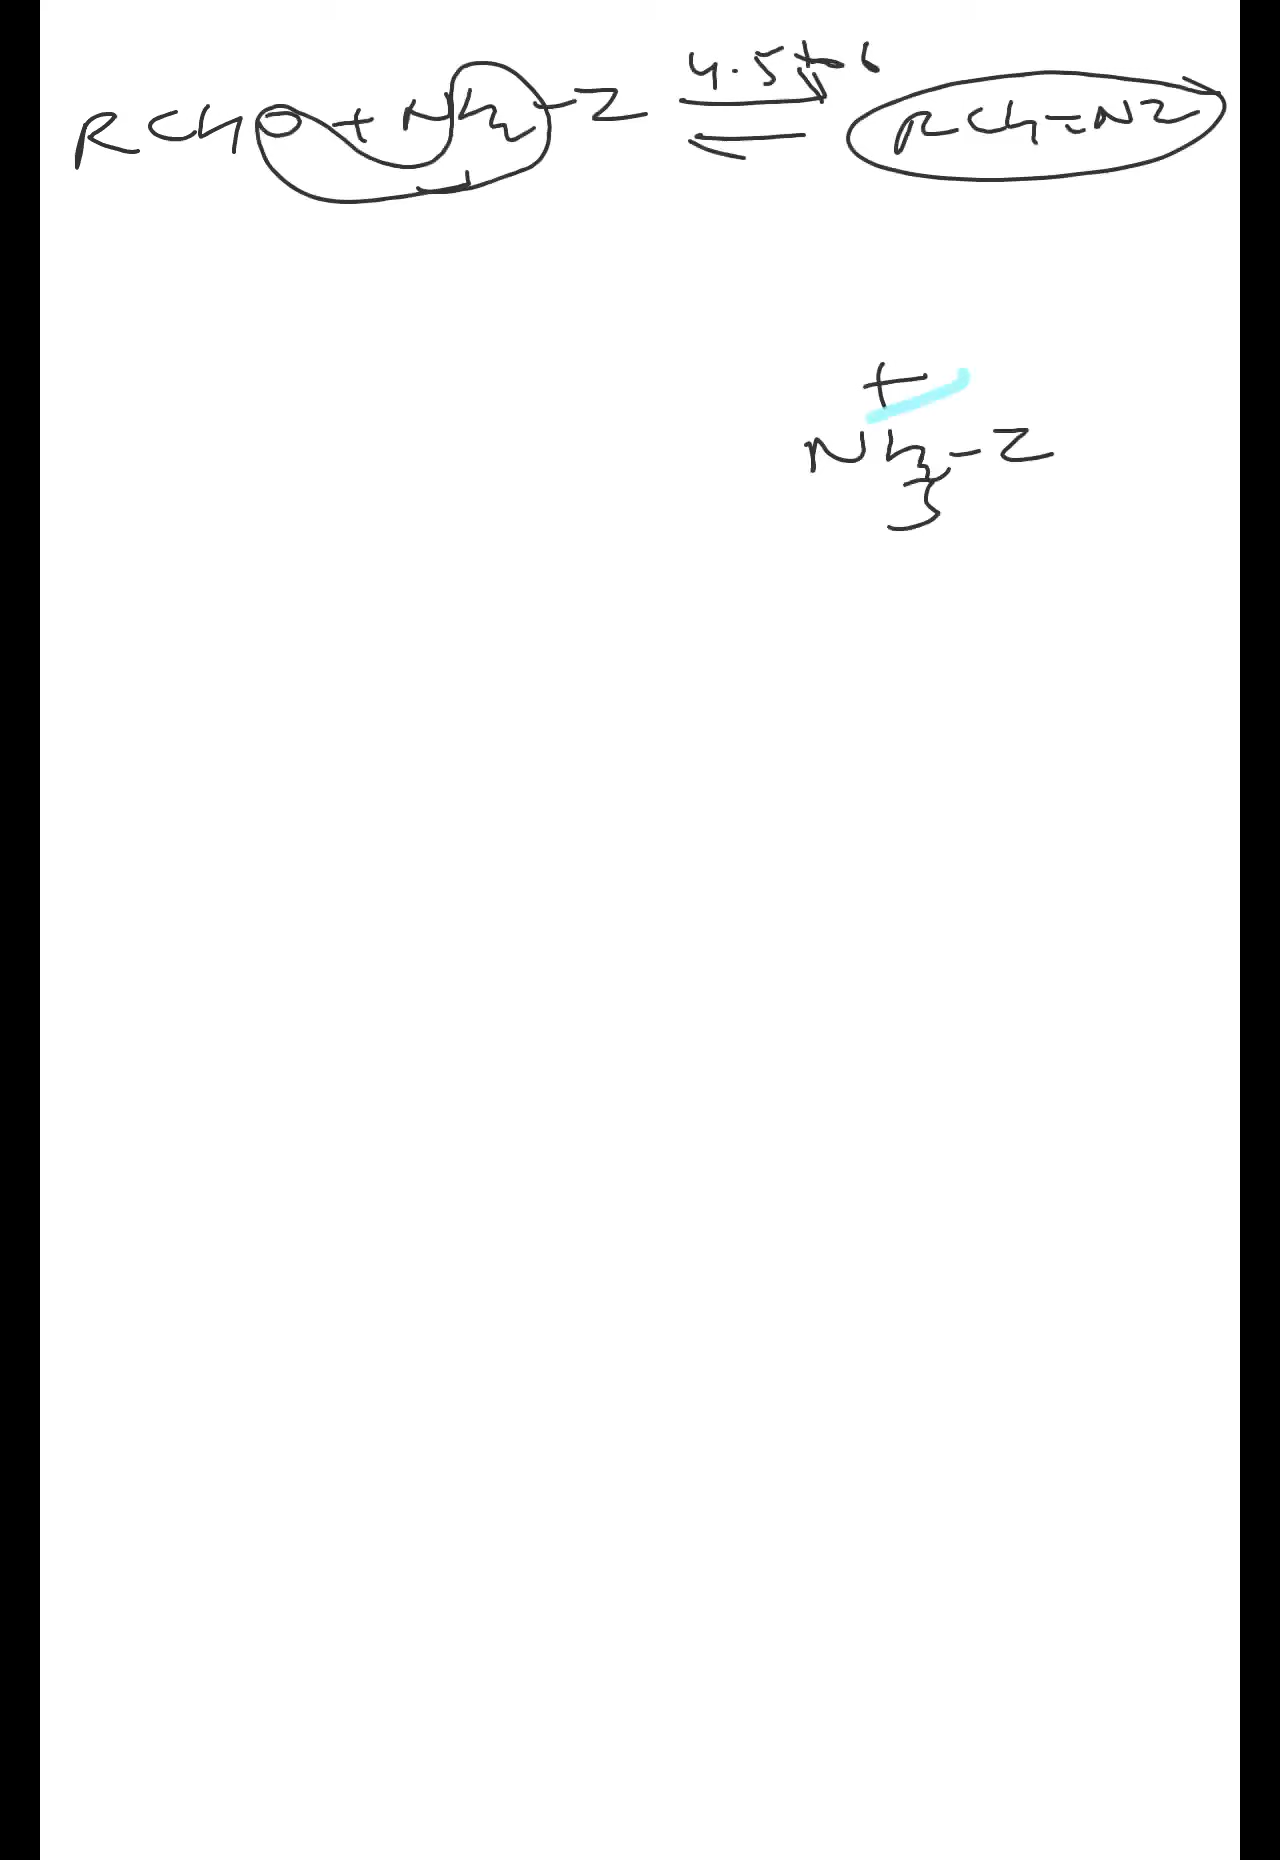 4.5 to 6
RCHO + NH2-Z ⇌ RCH=NZ
+
NH3-Z